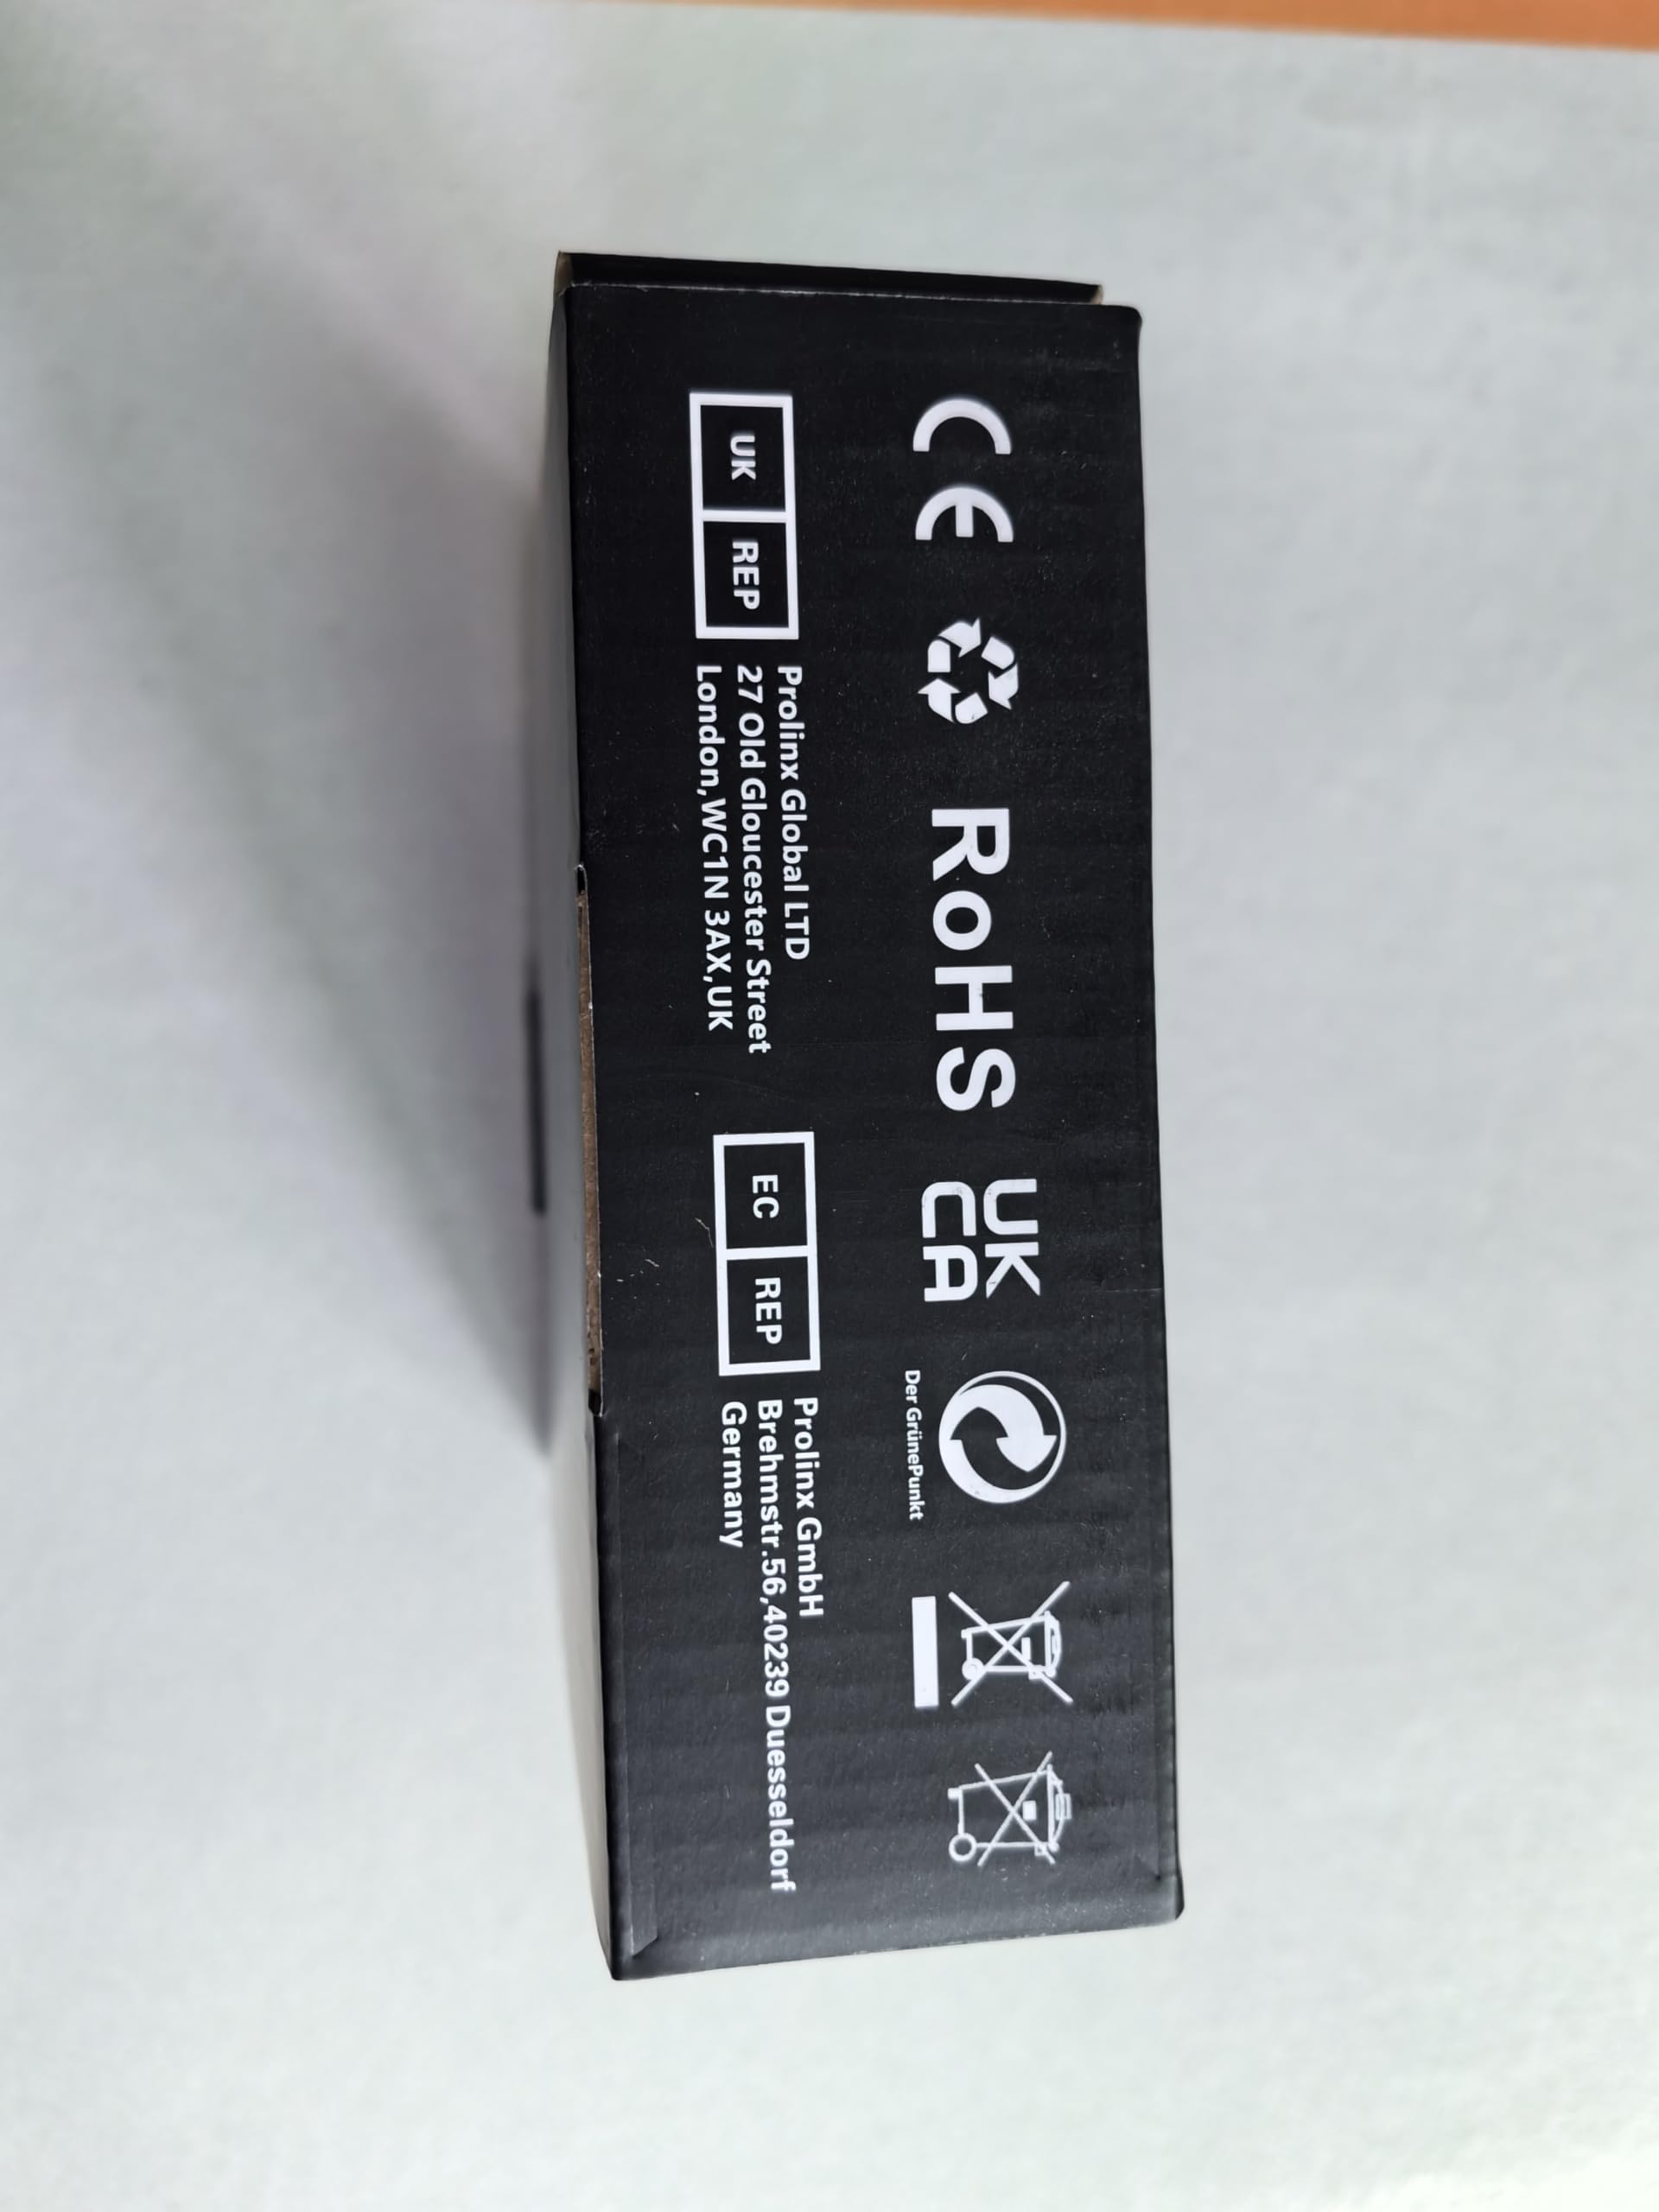 CE RoHS UK
CA
Der GrünePunkt
UK REP
Prolinx Global LTD
27 Old Gloucester Street
London,WC1N 3AX,UK
EC REP
Prolinx GmbH
Brehmstr.56,40239 Duesseldorf
Germany